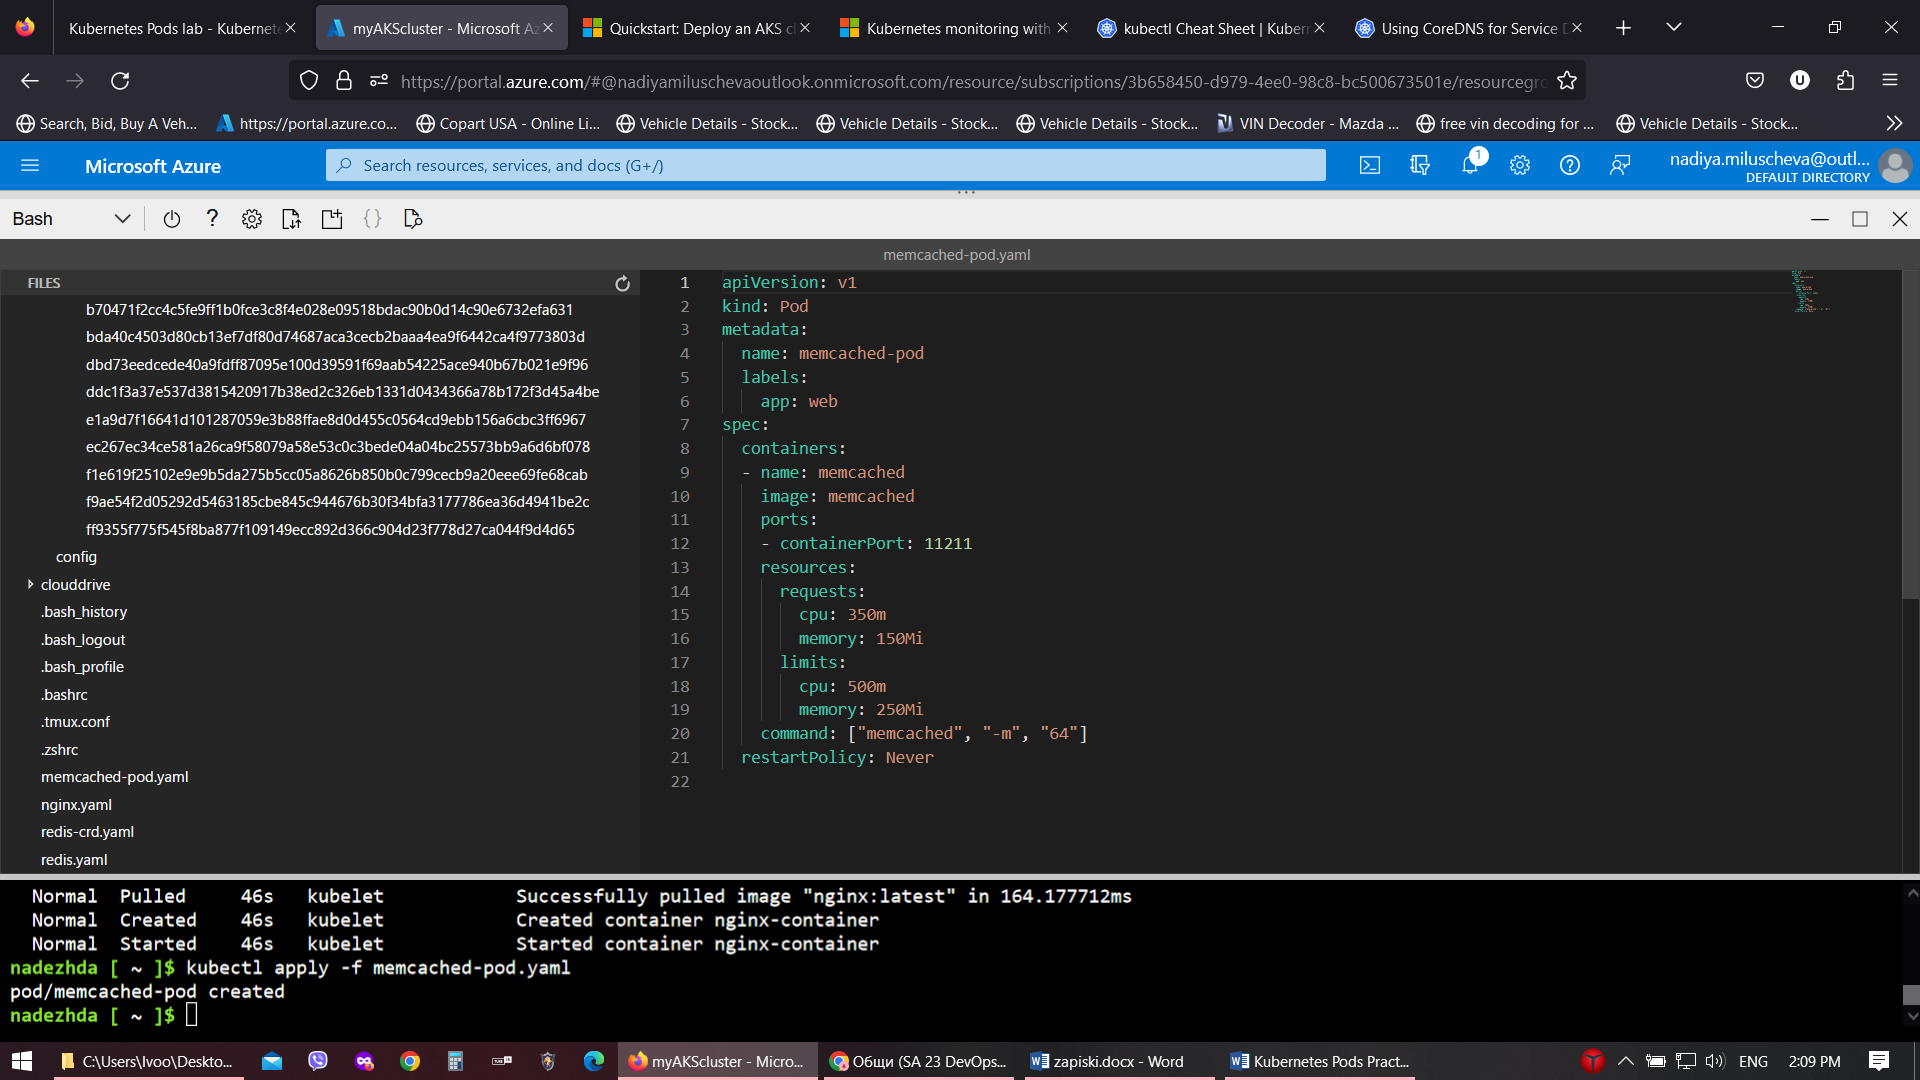 Kubernetes Pods lab - Kubernete
myAKScluster - Microsoft Az
Quickstart: Deploy an AKS cl
Kubernetes monitoring with
kubectl Cheat Sheet | Kubern
Using CoreDNS for Service D
https://portal.azure.com/#@nadiyamiluschevaoutlook.onmicrosoft.com/resource/subscriptions/3b658450-d979-4ee0-98c8-bc500673501e/resourcegro
Search, Bid, Buy A Veh...
https://portal.azure.co...
Copart USA - Online Li...
Vehicle Details - Stock...
Vehicle Details - Stock...
Vehicle Details - Stock...
VIN Decoder - Mazda ...
free vin decoding for ...
Vehicle Details - Stock...
Microsoft Azure
Search resources, services, and docs (G+/)
1
nadiya.miluscheva@outl...
DEFAULT DIRECTORY
Bash
memcached-pod.yaml
FILES
b70471f2cc4c5fe9ff1b0fce3c8f4e028e09518bdac90b0d14c90e6732efa631
bda40c4503d80cb13ef7df80d74687aca3cecb2baaa4ea9f6442ca4f9773803d
dbd73eedcede40a9fdff87095e100d39591f69aab54225ace940b67b021e9f96
ddc1f3a37e537d3815420917b38ed2c326eb1331d0434366a78b172f3d45a4be
e1a9d7f16641d101287059e3b88ffae8d0d455c0564cd9ebb156a6cbc3ff6967
ec267ec34ce581a26ca9f58079a58e53c0c3bede04a04bc25573bb9a6d6bf078
f1e619f25102e9e9b5da275b5cc05a8626b850b0c799cecb9a20eee69fe68cab
f9ae54f2d05292d5463185cbe845c944676b30f34bfa3177786ea36d4941be2c
ff9355f775f545f8ba877f109149ecc892d366c904d23f778d27ca044f9d4d65
config
clouddrive
.bash_history
.bash_logout
.bash_profile
.bashrc
.tmux.conf
.zshrc
memcached-pod.yaml
nginx.yaml
redis-crd.yaml
redis.yaml
1 apiVersion: v1
2 kind: Pod
3 metadata:
4 name: memcached-pod
5 labels:
6 app: web
7 spec:
8 containers:
9 - name: memcached
10 image: memcached
11 ports:
12 - containerPort: 11211
13 resources:
14 requests:
15 cpu: 350m
16 memory: 150Mi
17 limits:
18 cpu: 500m
19 memory: 250Mi
20 command: ["memcached", "-m", "64"]
21 restartPolicy: Never
22
Normal Pulled 46s kubelet Successfully pulled image "nginx:latest" in 164.177712ms
Normal Created 46s kubelet Created container nginx-container
Normal Started 46s kubelet Started container nginx-container
nadezhda [ ~ ]$ kubectl apply -f memcached-pod.yaml
pod/memcached-pod created
nadezhda [ ~ ]$
C:\Users\Ivoo\Deskto...
myAKScluster - Micro...
Общи (SA 23 DevOps...
zapiski.docx - Word
Kubernetes Pods Pract...
ENG
2:09 PM